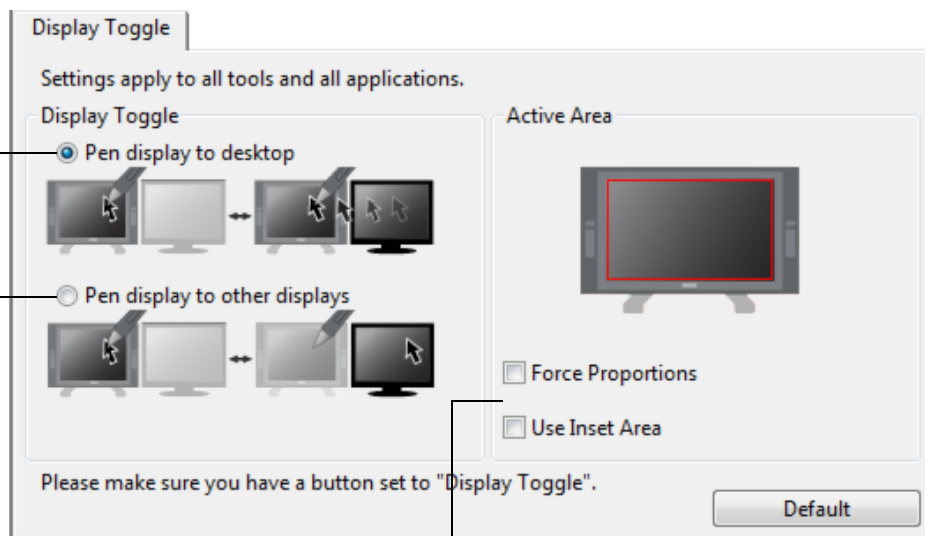 Display Toggle
Settings apply to all tools and all applications.
Display Toggle
Pen display to desktop
Pen display to other displays
Active Area
Force Proportions
Use Inset Area
Please make sure you have a button set to "Display Toggle".
Default